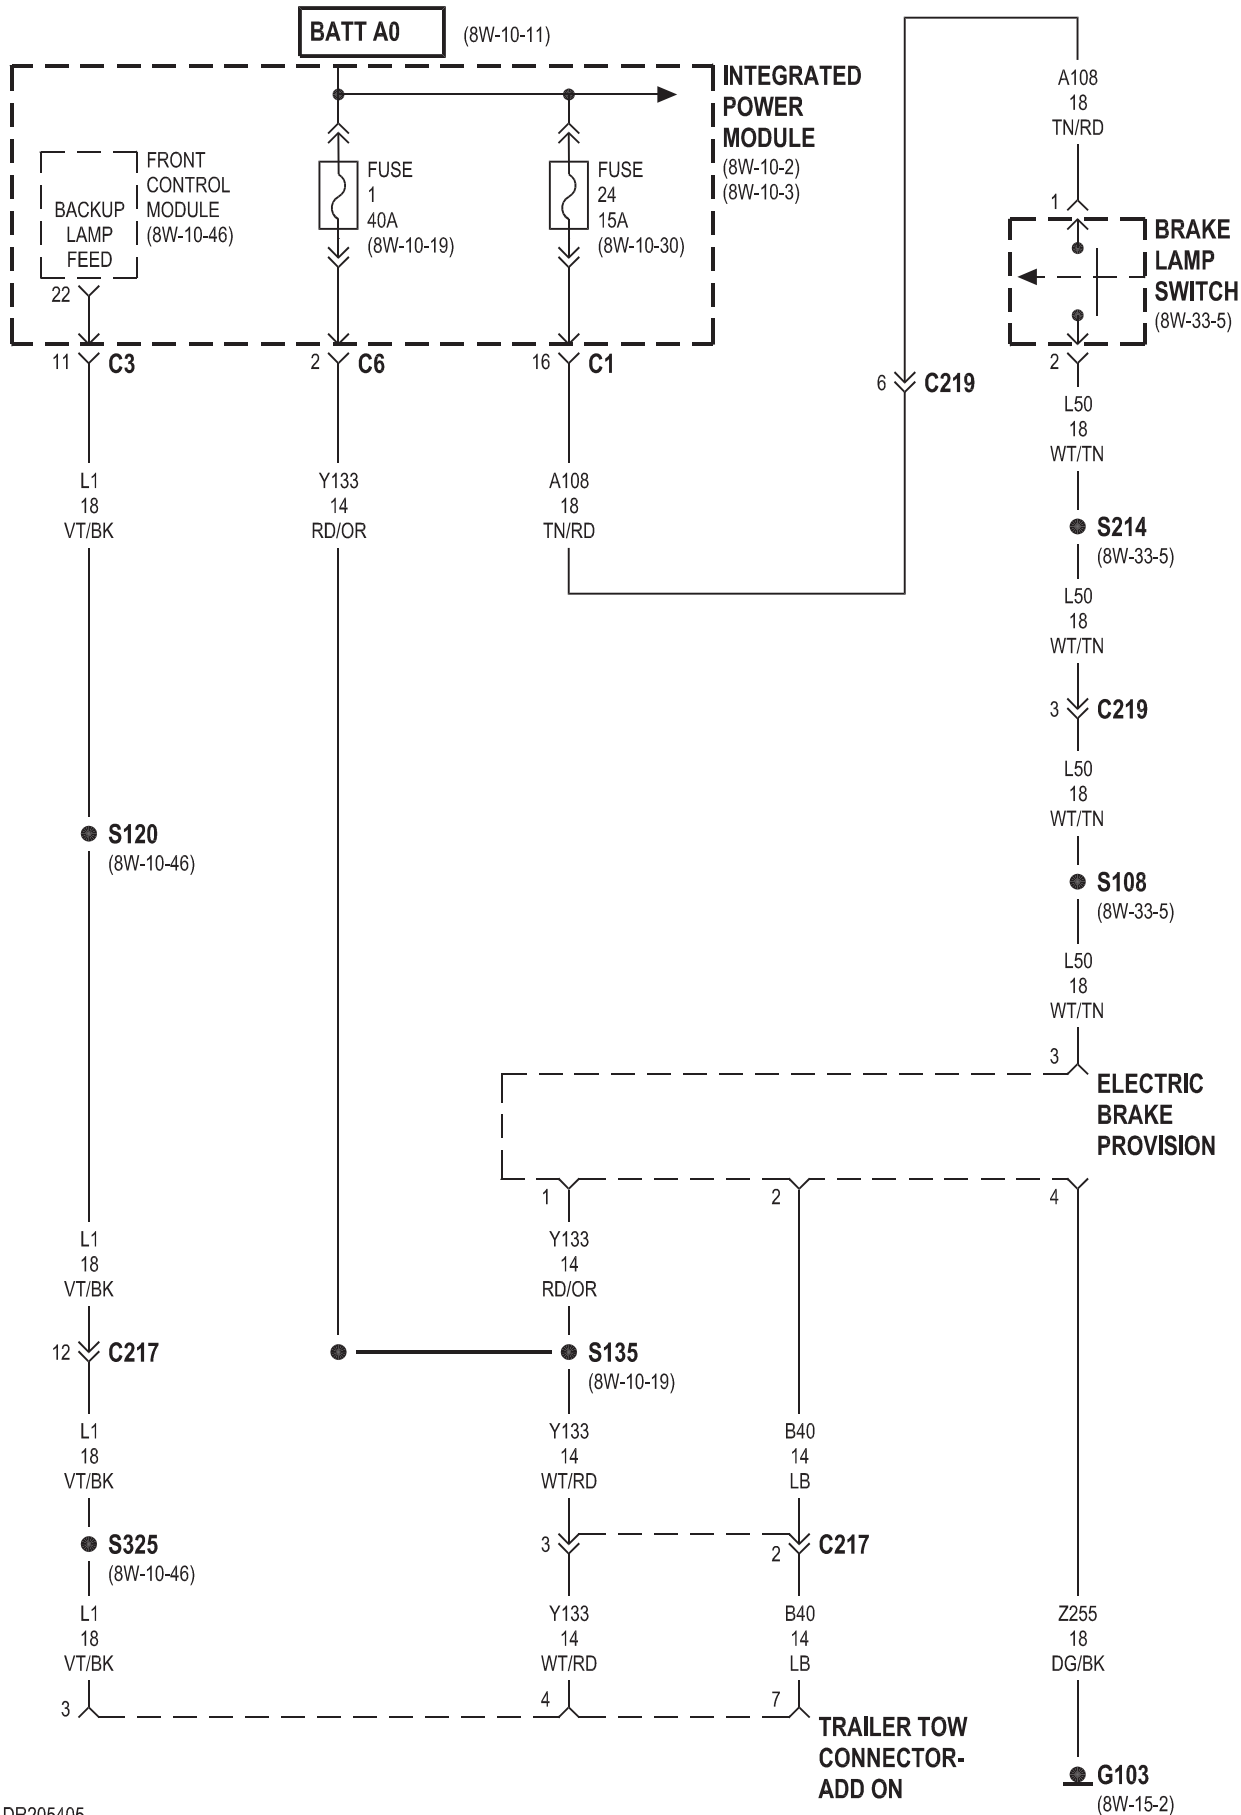 BATT A0
(8W-10-11)
INTEGRATED
POWER
MODULE
(8W-10-2)
(8W-10-3)
FRONT
CONTROL
MODULE
(8W-10-46)
BACKUP
LAMP
FEED
22
FUSE
1
40A
(8W-10-19)
FUSE
24
15A
(8W-10-30)
A108
18
TN/RD
1
BRAKE
LAMP
SWITCH
(8W-33-5)
2
11 C3
2 C6
16 C1
6 C219
L50
18
WT/TN
L1
18
VT/BK
Y133
14
RD/OR
A108
18
TN/RD
S214
(8W-33-5)
L50
18
WT/TN
3 C219
L50
18
WT/TN
S120
(8W-10-46)
S108
(8W-33-5)
L50
18
WT/TN
3
ELECTRIC
BRAKE
PROVISION
1
2
4
L1
18
VT/BK
Y133
14
RD/OR
12 C217
S135
(8W-10-19)
L1
18
VT/BK
Y133
14
WT/RD
B40
14
LB
S325
(8W-10-46)
3
2 C217
L1
18
VT/BK
Y133
14
WT/RD
B40
14
LB
Z255
18
DG/BK
3
4
7
TRAILER TOW
CONNECTOR-
ADD ON
G103
(8W-15-2)